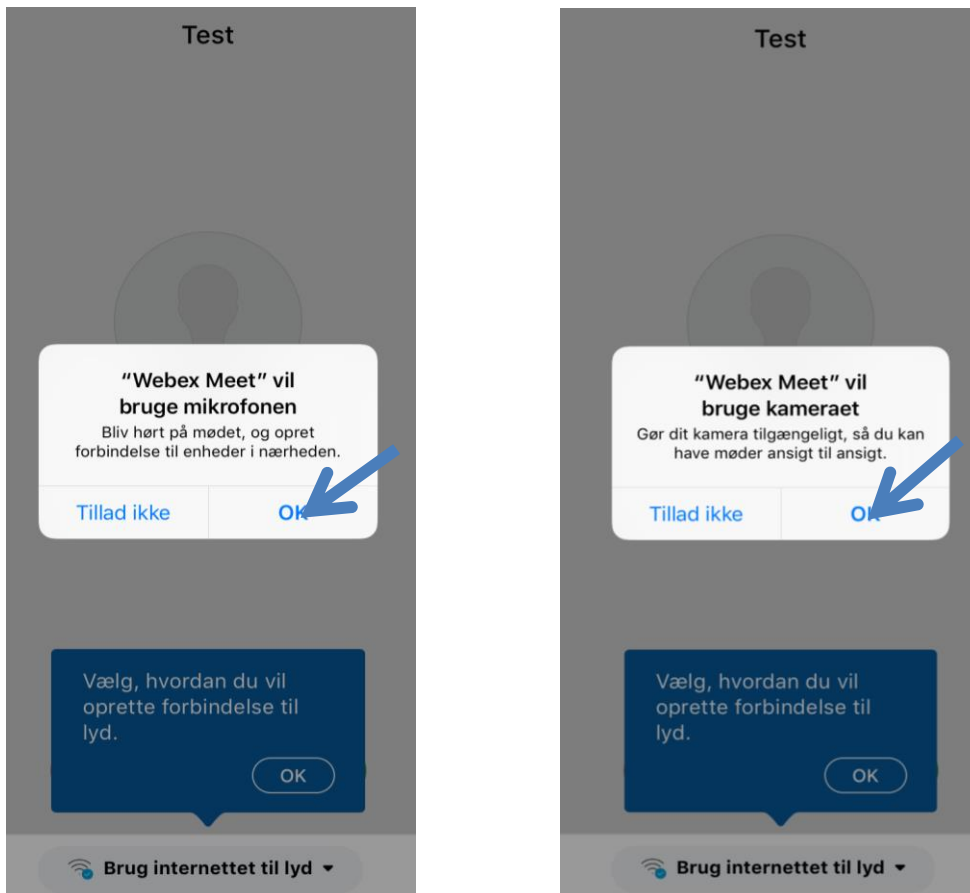 Test
“Webex Meet” vil
bruge mikrofonen
Bliv hørt på mødet, og opret
forbindelse til enheder i nærheden.
Tillad ikke
OK
Vælg, hvordan du vil
oprette forbindelse til
lyd.
OK
Brug internettet til lyd
Test
“Webex Meet” vil
bruge kameraet
Gør dit kamera tilgængeligt, så du kan
have møder ansigt til ansigt.
Tillad ikke
OK
Vælg, hvordan du vil
oprette forbindelse til
lyd.
OK
Brug internettet til lyd